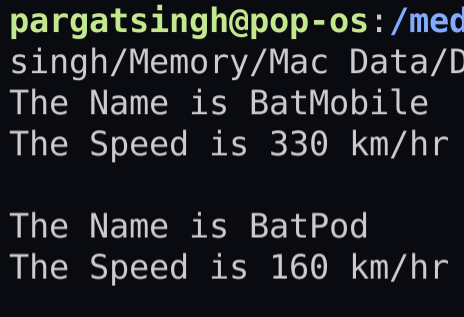 pargatsingh@pop-os:/med
singh/Memory/Mac Data/D
The Name is BatMobile
The Speed is 330 km/hr
The Name is BatPod
The Speed is 160 km/hr